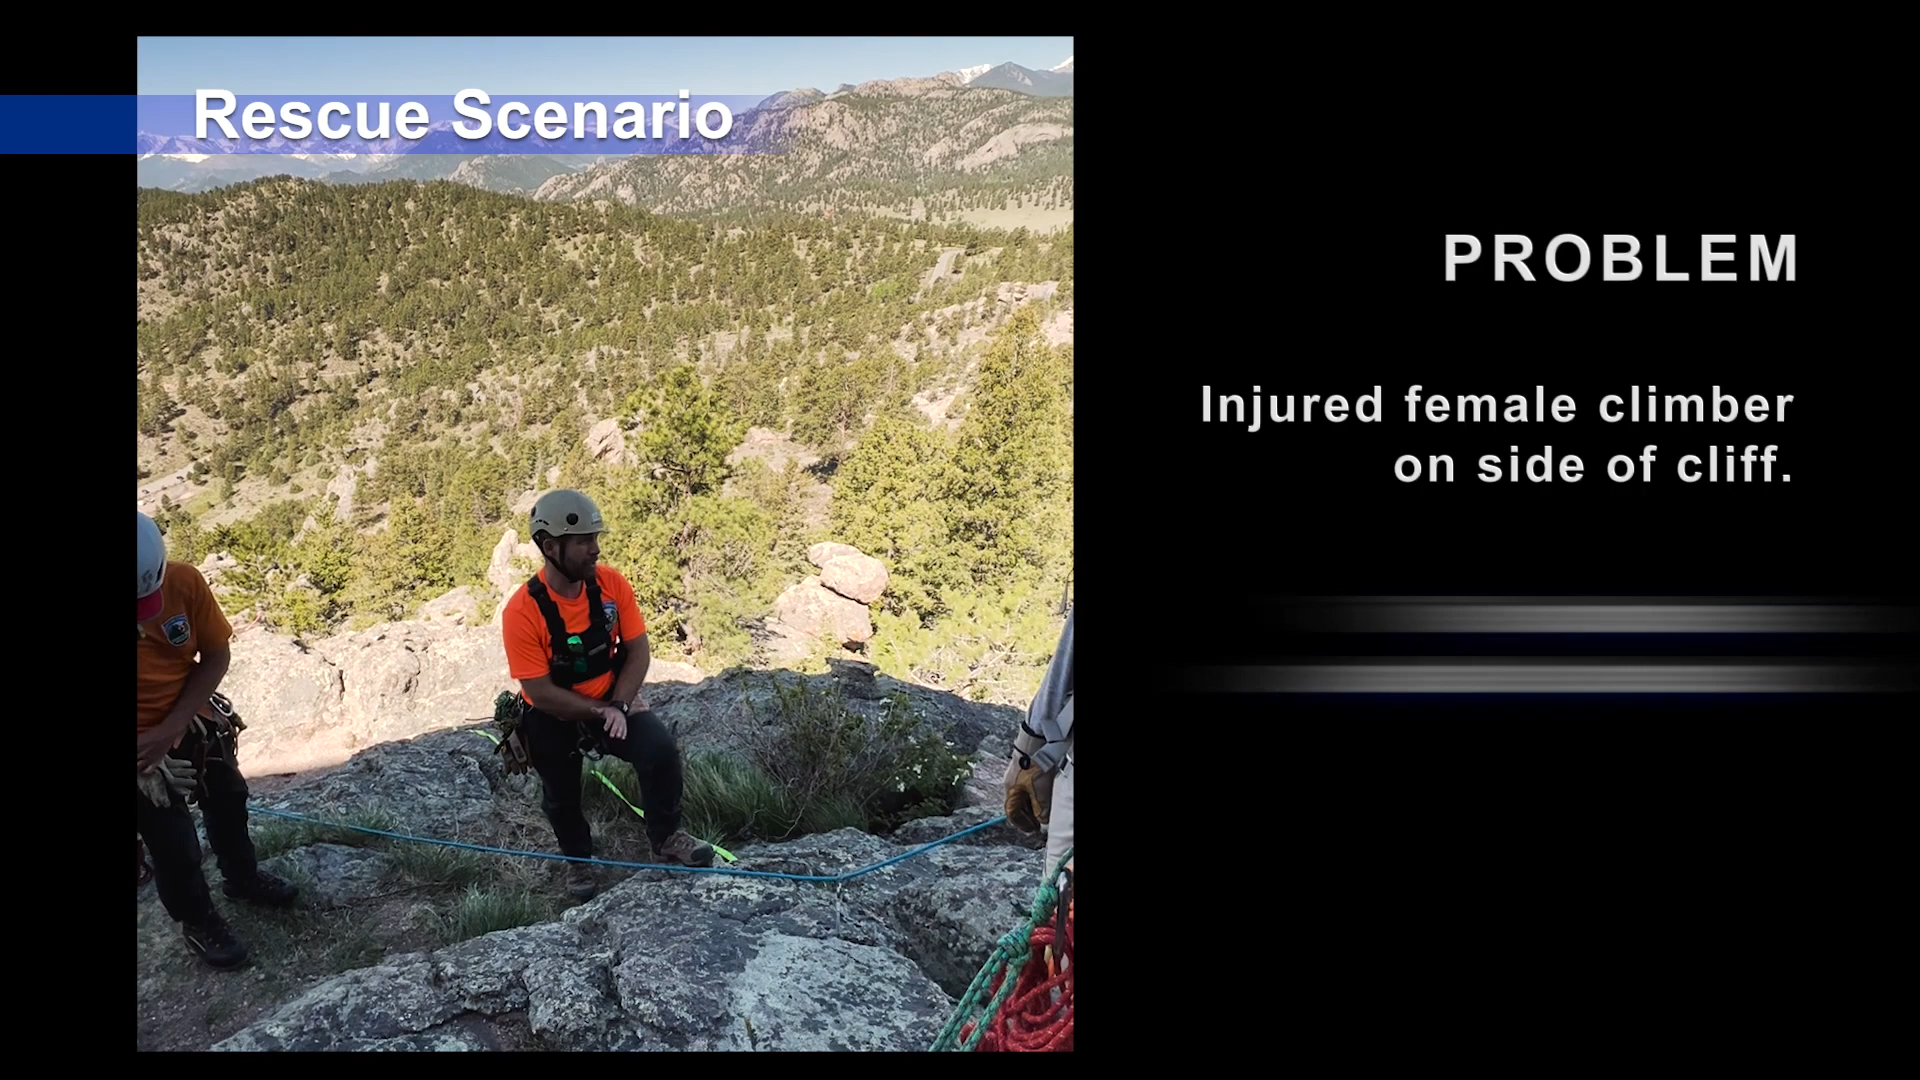 Rescue Scenario
PROBLEM
Injured female climber
on side of cliff.